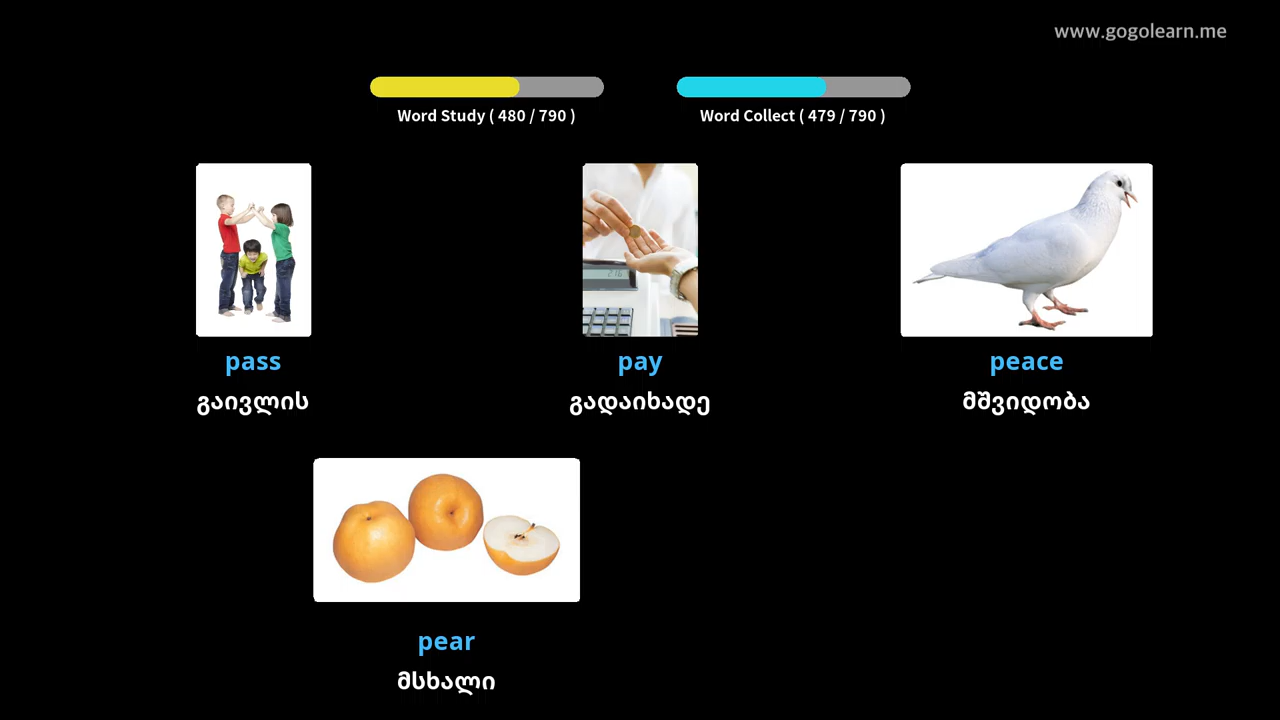 www.gogolearn.me
Word Study ( 480 / 790 )
Word Collect ( 479 / 790 )
pass
გაივლის
pay
გადაიხადე
peace
მშვიდობა
pear
მსხალი